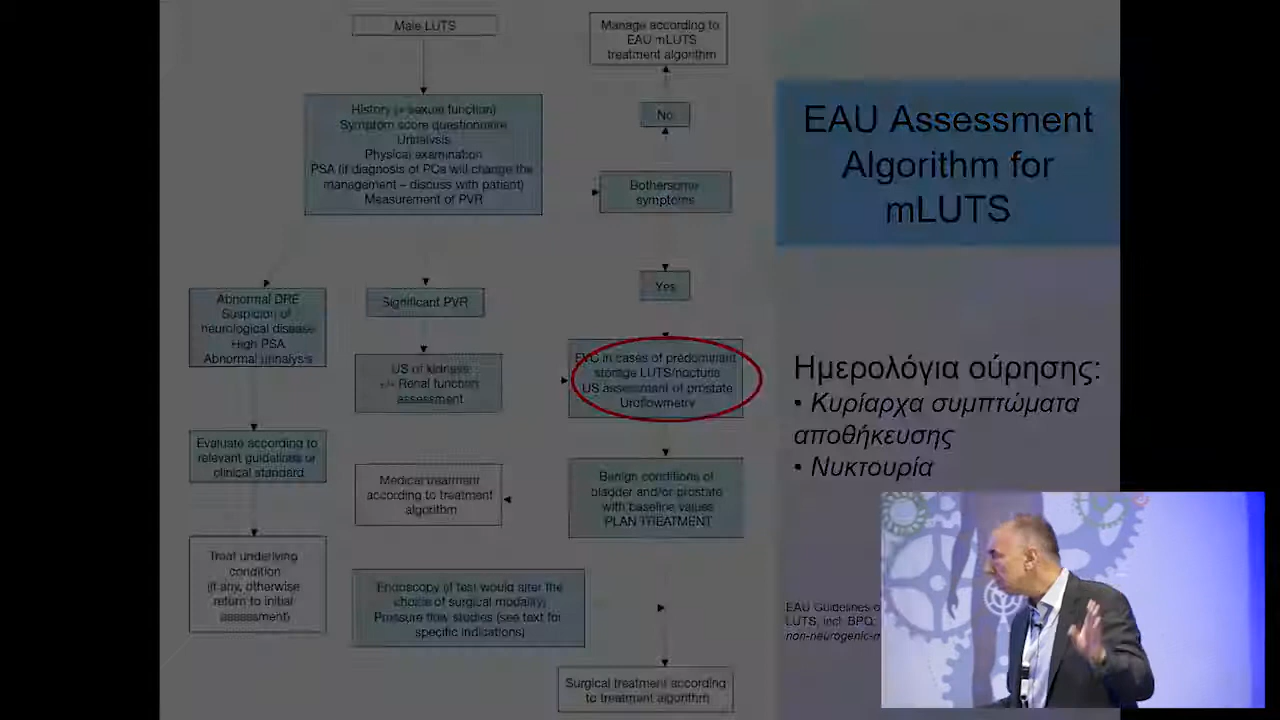 Male LUTS
History (+ sexual function)
Symptom score questionnaire
Urinalysis
Physical examination
PSA (if diagnosis of PCa will change the
management – discuss with patient)
Measurement of PVR
Manage according to
EAU mLUTS
treatment algorithm
No
Bothersome
symptoms
Yes
Abnormal DRE
Suspicion of
neurological disease
High PSA
Abnormal urinalysis
Significant PVR
US of kidneys
+/- Renal function
assessment
FVC in cases of predominant
storage LUTS/nocturia
US assessment of prostate
Uroflowmetry
Evaluate according to
relevant guidelines or
clinical standard
Medical treatment
according to treatment
algorithm
Benign conditions of
bladder and/or prostate
with baseline values
PLAN TREATMENT
Treat underlying
condition
(if any, otherwise
return to initial
assessment)
Endoscopy (if test would alter the
choice of surgical modality)
Pressure flow studies (see text for
specific indications)
Surgical treatment according
to treatment algorithm
EAU Assessment
Algorithm for
mLUTS
Ημερολόγια ούρησης:
• Κυρίαρχα συμπτώματα
αποθήκευσης
• Νυκτουρία
EAU Guidelines
LUTS, incl. BPO: